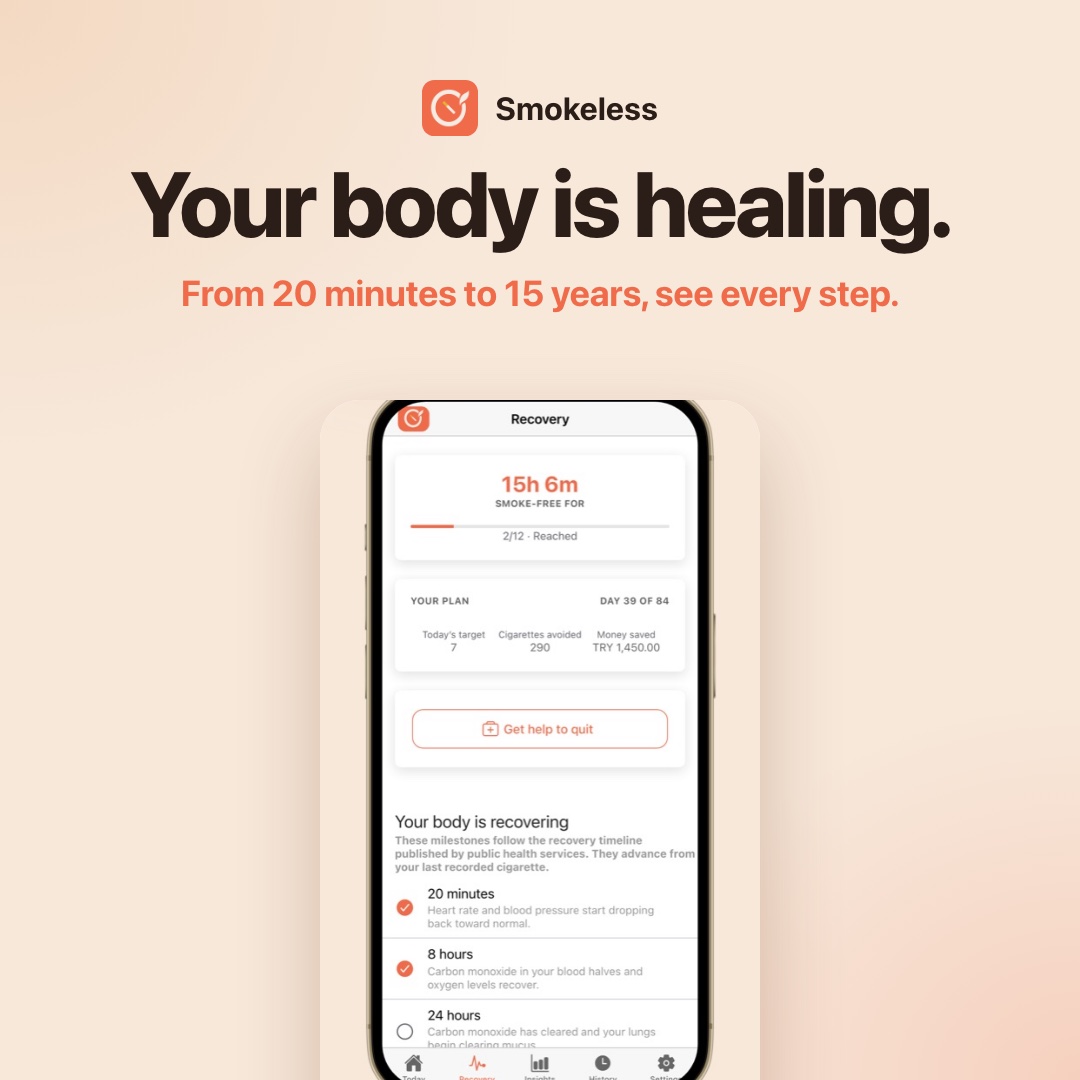 Smokeless
Your body is healing.
From 20 minutes to 15 years, see every step.
Recovery
15h 6m
SMOKE-FREE FOR
2/12 · Reached
YOUR PLAN DAY 39 OF 84
Today's target Cigarettes avoided Money saved
7 290 TRY 1,450.00
Get help to quit
Your body is recovering
These milestones follow the recovery timeline
published by public health services. They advance from
your last recorded cigarette.
20 minutes
Heart rate and blood pressure start dropping
back toward normal.
8 hours
Carbon monoxide in your blood halves and
oxygen levels recover.
24 hours
Carbon monoxide has cleared and your lungs
begin clearing mucus.
Today Recovery Insights History Settings